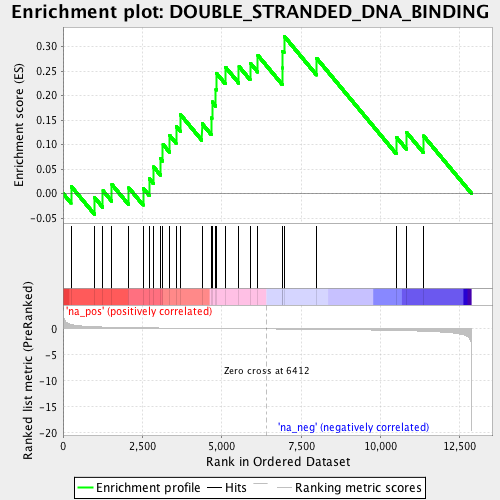 Enrichment plot: DOUBLE_STRANDED_DNA_BINDING
Enrichment score (ES)
0.30
0.25
0.20
0.15
0.10
0.05
0.00
-0.05
'na_pos' (positively correlated)
Ranked list metric (PreRanked)
0
-5
-10
-15
-20
Zero cross at 6412
'na_neg' (negatively correlated)
0
2,500
5,000
7,500
10,000
12,500
Rank in Ordered Dataset
Enrichment profile
Hits
Ranking metric scores